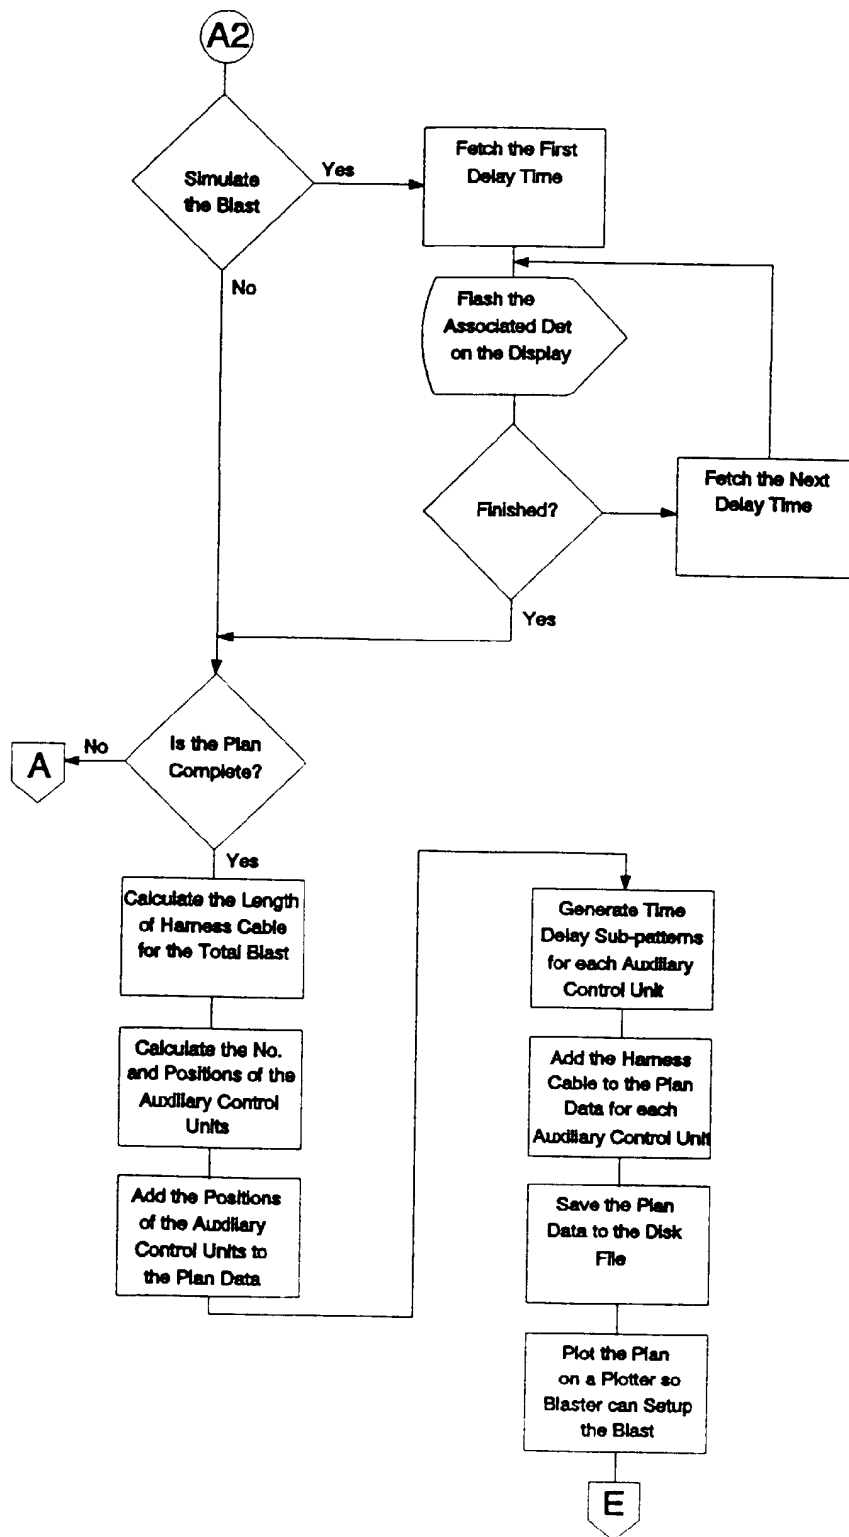 A2
Simulate
the Blast
Yes
No
Fetch the First
Delay Time
Flash the
Associated Det
on the Display
Finished?
Fetch the Next
Delay Time
Yes
Is the Plan
Complete?
No
A
Yes
Calculate the Length
of Harness Cable
for the Total Blast
Calculate the No.
and Positions of the
Auxiliary Control
Units
Add the Positions
of the Auxiliary
Control Units to
the Plan Data
Generate Time
Delay Sub-patterns
for each Auxiliary
Control Unit
Add the Harness
Cable to the Plan
Data for each
Auxiliary Control Unit
Save the Plan
Data to the Disk
File
Plot the Plan
on a Plotter so
Blaster can Setup
the Blast
E